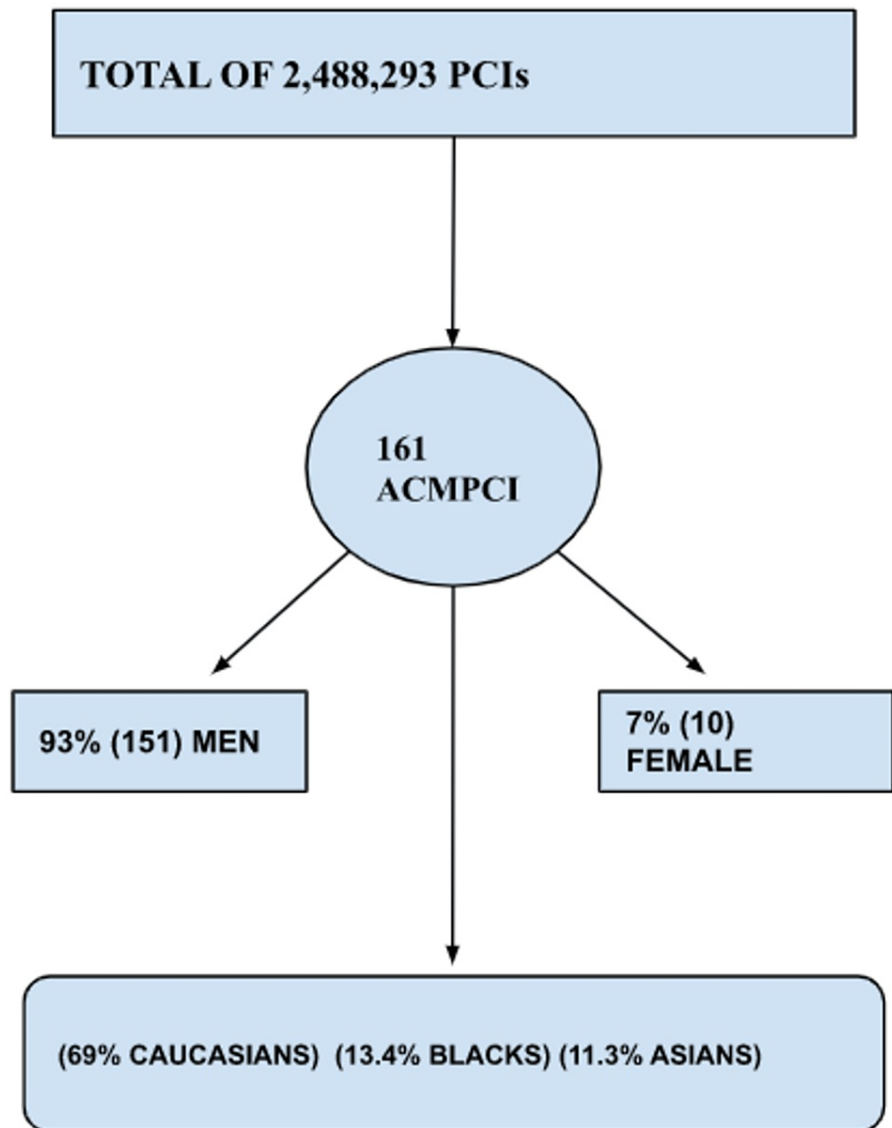 TOTAL OF 2,488,293 PCIs
161
ACMPCI
93% (151) MEN
7% (10)
FEMALE
(69% CAUCASIANS) (13.4% BLACKS) (11.3% ASIANS)